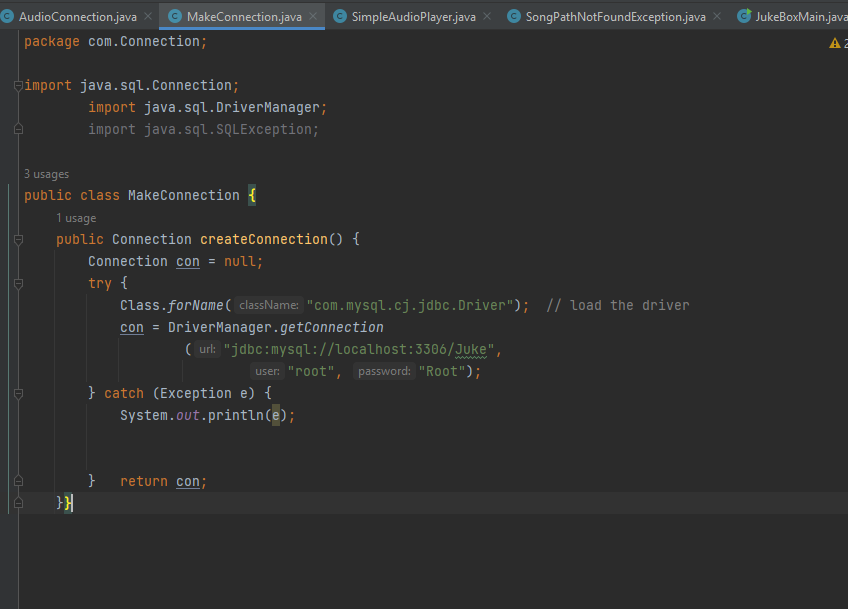 AudioConnection.java MakeConnection.java SimpleAudioPlayer.java SongPathNotFoundException.java JukeBoxMain.java
package com.Connection; 2
import java.sql.Connection;
import java.sql.DriverManager;
import java.sql.SQLException;
3 usages
public class MakeConnection {
1 usage
public Connection createConnection() {
Connection con = null;
try {
Class.forName( className: "com.mysql.cj.jdbc.Driver"); // load the driver
con = DriverManager.getConnection
( url: "jdbc:mysql://localhost:3306/Juke",
user: "root", password: "Root");
} catch (Exception e) {
System.out.println(e);
} return con;
}}